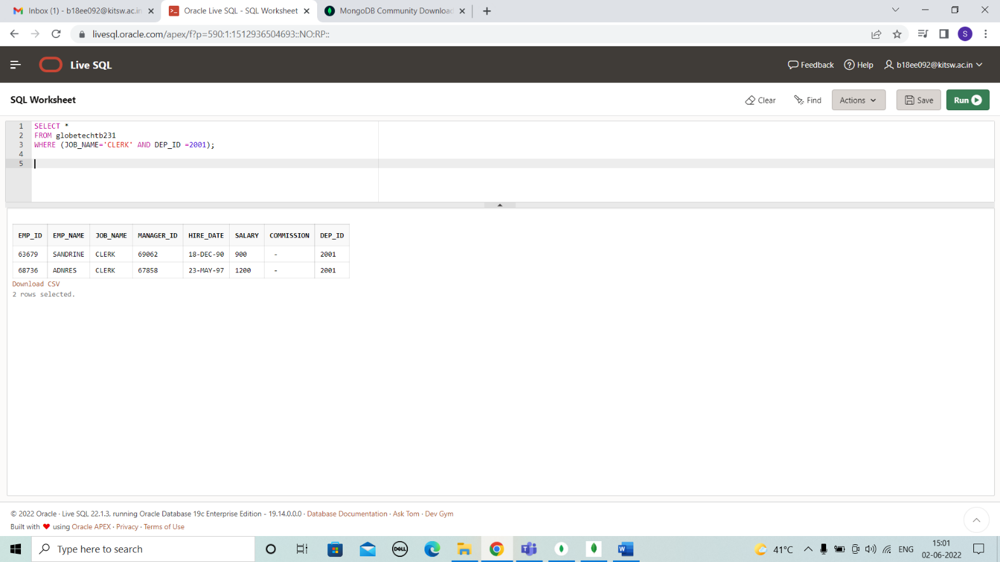 Inbox (1) - b18ee092@kitsw.ac.in
Oracle Live SQL - SQL Worksheet
MongoDB Community Download
livesql.oracle.com/apex/f?p=590:1:1512936504693::NO:RP::
S
Live SQL
Feedback
Help
b18ee092@kitsw.ac.in
SQL Worksheet
Clear
Find
Actions
Save
Run
1 SELECT *
2 FROM globetechtb231
3 WHERE (JOB_NAME='CLERK' AND DEP_ID =2001);
4
5
EMP_ID EMP_NAME JOB_NAME MANAGER_ID HIRE_DATE SALARY COMMISSION DEP_ID
63679 SANDRINE CLERK 69062 18-DEC-90 900 - 2001
68736 ADNRES CLERK 67858 23-MAY-97 1200 - 2001
Download CSV
2 rows selected.
© 2022 Oracle · Live SQL 22.1.3, running Oracle Database 19c Enterprise Edition - 19.14.0.0.0 · Database Documentation · Ask Tom · Dev Gym
Built with ♥ using Oracle APEX · Privacy · Terms of Use
Type here to search
DELL
W
41°C
ENG
15:01
02-06-2022